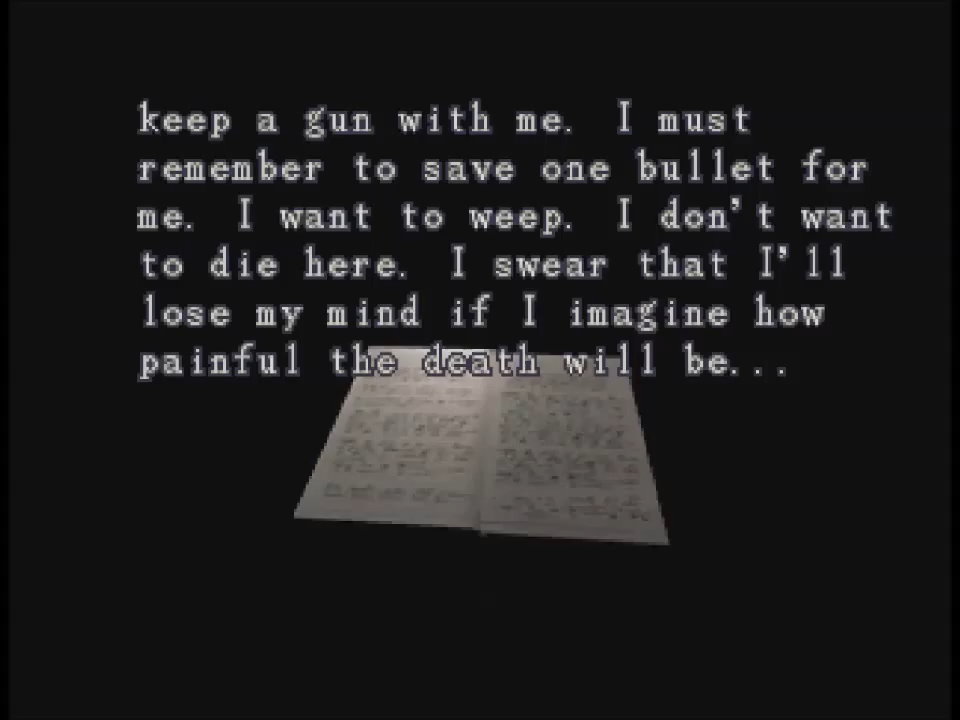 keep a gun with me. I must
remember to save one bullet for
me. I want to weep. I don't want
to die here. I swear that I'll
lose my mind if I imagine how
painful the death will be...